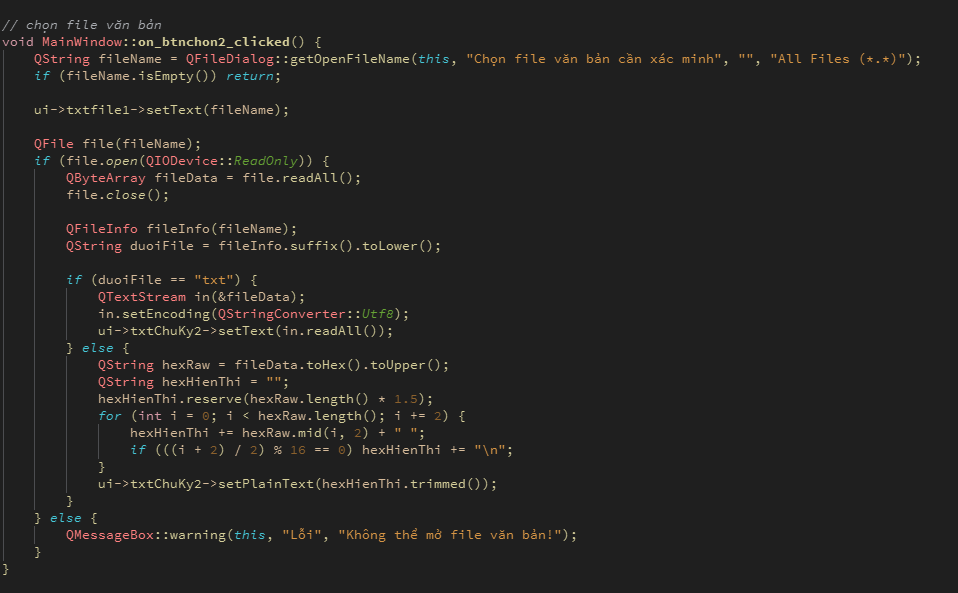 // chọn file văn bản
void MainWindow::on_btnchon2_clicked() {
    QString fileName = QFileDialog::getOpenFileName(this, "Chọn file văn bản cần xác minh", "", "All Files (*.*)");
    if (fileName.isEmpty()) return;

    ui->txtfile1->setText(fileName);

    QFile file(fileName);
    if (file.open(QIODevice::ReadOnly)) {
        QByteArray fileData = file.readAll();
        file.close();

        QFileInfo fileInfo(fileName);
        QString duoiFile = fileInfo.suffix().toLower();

        if (duoiFile == "txt") {
            QTextStream in(&fileData);
            in.setEncoding(QStringConverter::Utf8);
            ui->txtChuKy2->setText(in.readAll());
        } else {
            QString hexRaw = fileData.toHex().toUpper();
            QString hexHienThi = "";
            hexHienThi.reserve(hexRaw.length() * 1.5);
            for (int i = 0; i < hexRaw.length(); i += 2) {
                hexHienThi += hexRaw.mid(i, 2) + " ";
                if (((i + 2) / 2) % 16 == 0) hexHienThi += "\n";
            }
            ui->txtChuKy2->setPlainText(hexHienThi.trimmed());
        }
    } else {
        QMessageBox::warning(this, "Lỗi", "Không thể mở file văn bản!");
    }
}